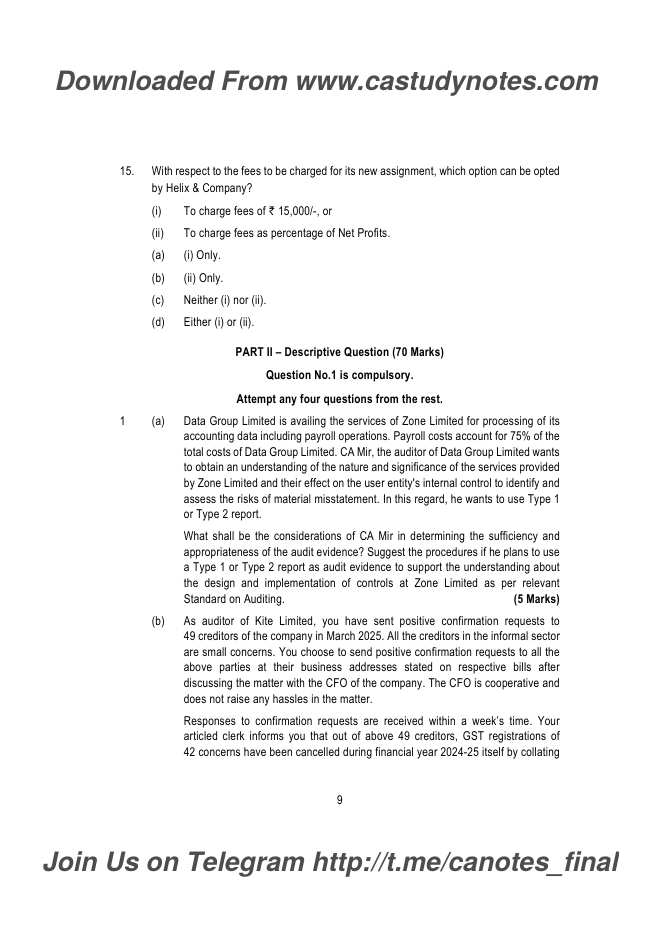 Downloaded From www.castudynotes.com
15. With respect to the fees to be charged for its new assignment, which option can be opted
by Helix & Company?
(i) To charge fees of ₹ 15,000/-, or
(ii) To charge fees as percentage of Net Profits.
(a) (i) Only.
(b) (ii) Only.
(c) Neither (i) nor (ii).
(d) Either (i) or (ii).
PART II – Descriptive Question (70 Marks)
Question No.1 is compulsory.
Attempt any four questions from the rest.
1 (a) Data Group Limited is availing the services of Zone Limited for processing of its
accounting data including payroll operations. Payroll costs account for 75% of the
total costs of Data Group Limited. CA Mir, the auditor of Data Group Limited wants
to obtain an understanding of the nature and significance of the services provided
by Zone Limited and their effect on the user entity's internal control to identify and
assess the risks of material misstatement. In this regard, he wants to use Type 1
or Type 2 report.
What shall be the considerations of CA Mir in determining the sufficiency and
appropriateness of the audit evidence? Suggest the procedures if he plans to use
a Type 1 or Type 2 report as audit evidence to support the understanding about
the design and implementation of controls at Zone Limited as per relevant
Standard on Auditing. (5 Marks)
(b) As auditor of Kite Limited, you have sent positive confirmation requests to
49 creditors of the company in March 2025. All the creditors in the informal sector
are small concerns. You choose to send positive confirmation requests to all the
above parties at their business addresses stated on respective bills after
discussing the matter with the CFO of the company. The CFO is cooperative and
does not raise any hassles in the matter.
Responses to confirmation requests are received within a week's time. Your
articled clerk informs you that out of above 49 creditors, GST registrations of
42 concerns have been cancelled during financial year 2024-25 itself by collating
9
Join Us on Telegram http://t.me/canotes_final